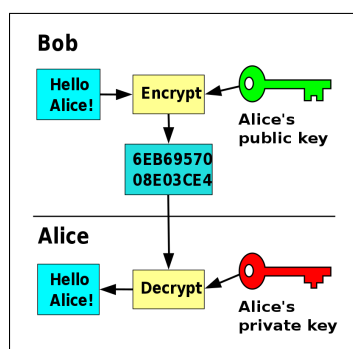 Bob
Hello
Alice!
Encrypt
Alice's
public key
6EB69570
08E03CE4
Alice
Hello
Alice!
Decrypt
Alice's
private key